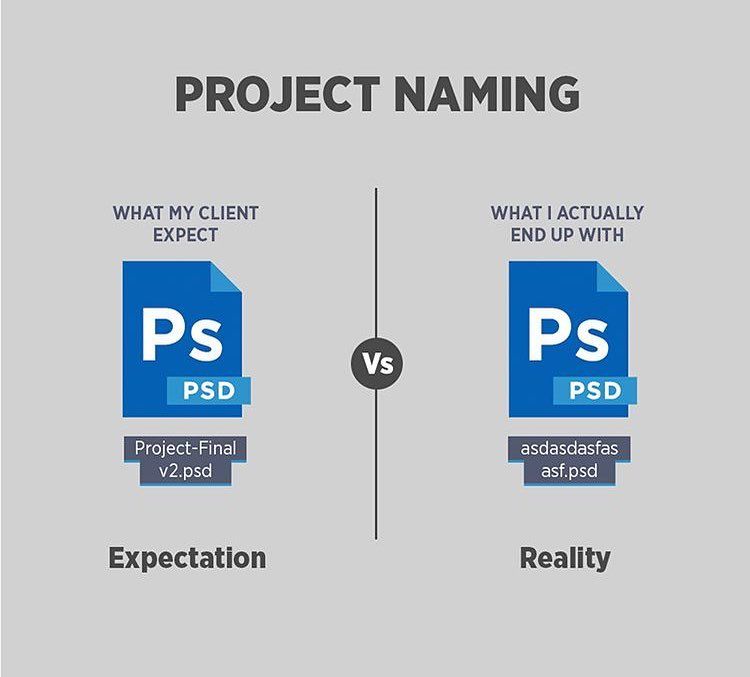 PROJECT NAMING
WHAT MY CLIENT
EXPECT
Ps
PSD
Project-Final
v2.psd
Expectation
Vs
WHAT I ACTUALLY
END UP WITH
Ps
PSD
asdasdasfas
asf.psd
Reality